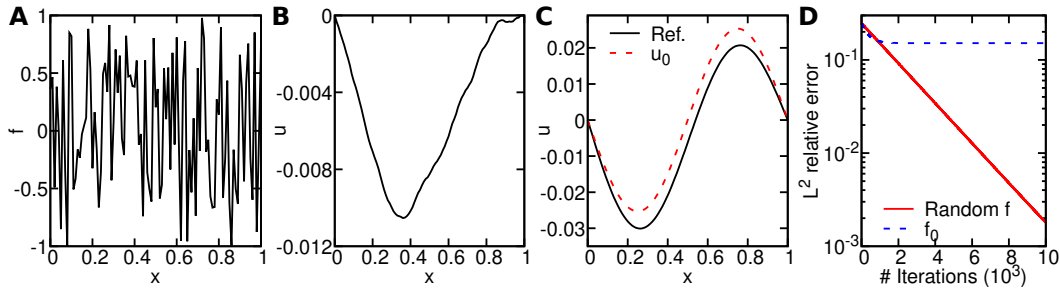 A
f
1
0.5
0
-0.5
-1
0 0.2 0.4 0.6 0.8 1
x
B
u
0
-0.004
-0.008
-0.012
0 0.2 0.4 0.6 0.8 1
x
C
u
0.02
0.01
0
-0.01
-0.02
-0.03
Ref.
u0
0 0.2 0.4 0.6 0.8 1
x
D
L² relative error
10⁻¹
10⁻²
10⁻³
Random f
f0
0 2 4 6 8 10
# Iterations (10³)